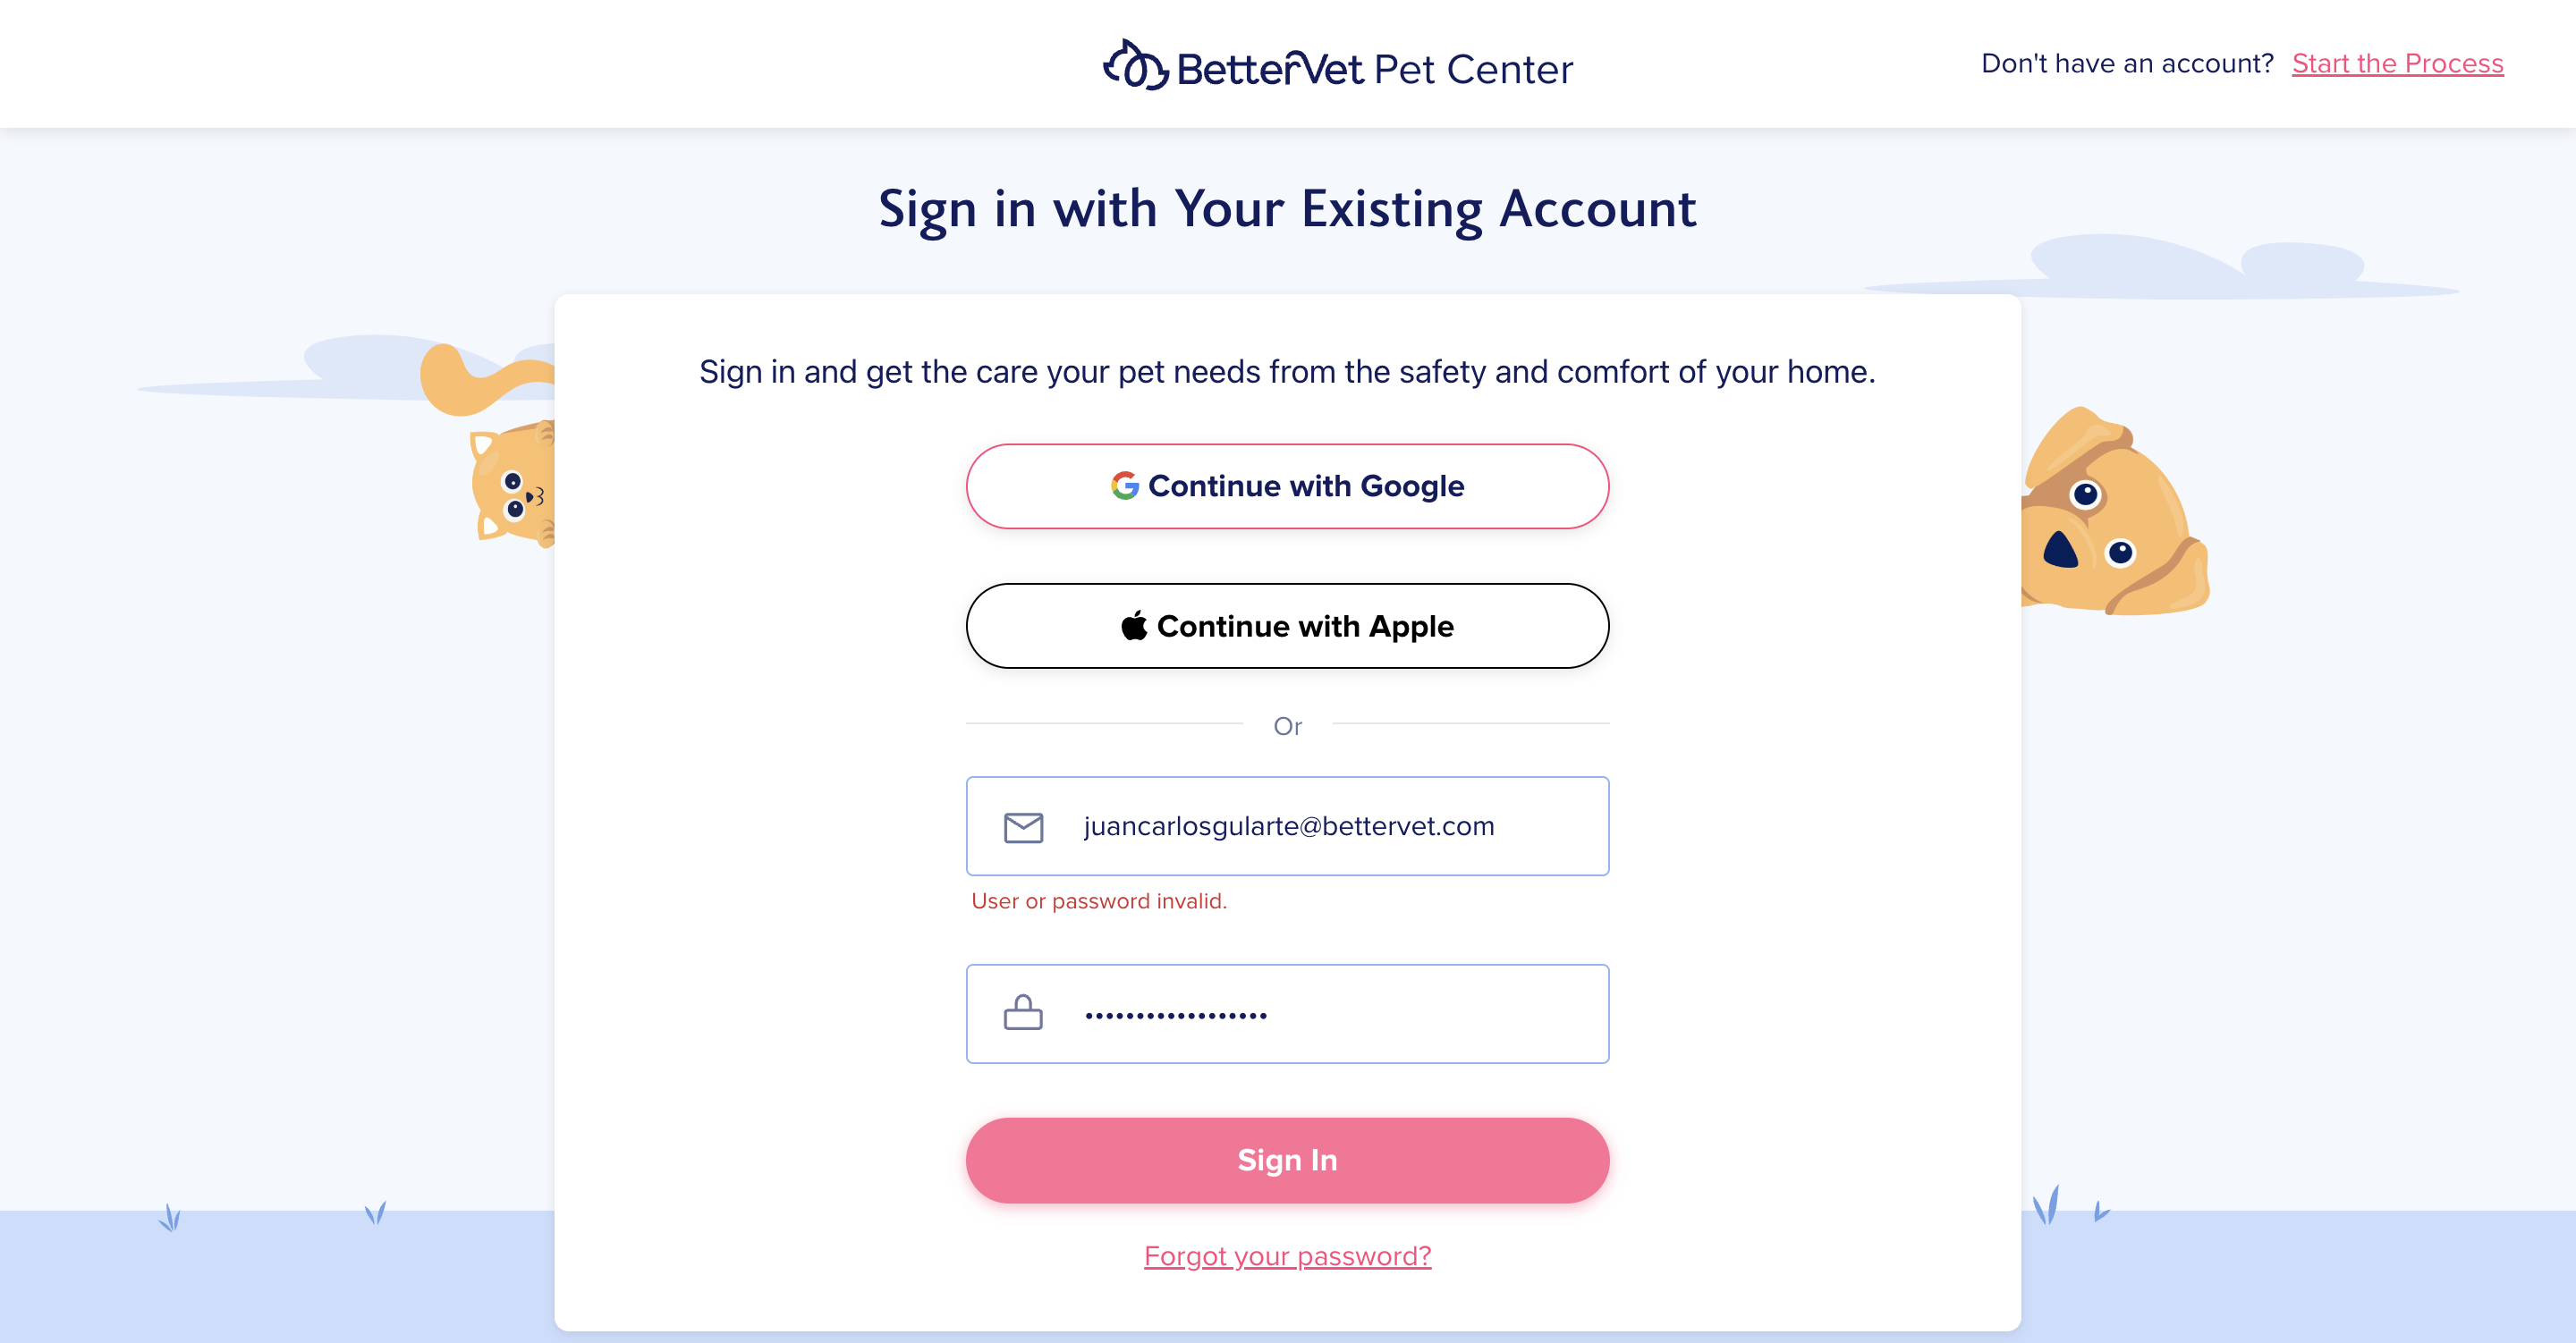 BetterVet Pet Center
Don't have an account? Start the Process
Sign in with Your Existing Account
Sign in and get the care your pet needs from the safety and comfort of your home.
Continue with Google
Continue with Apple
Or
juancarlosgularte@bettervet.com
User or password invalid.
••••••••••••••••••
Sign In
Forgot your password?